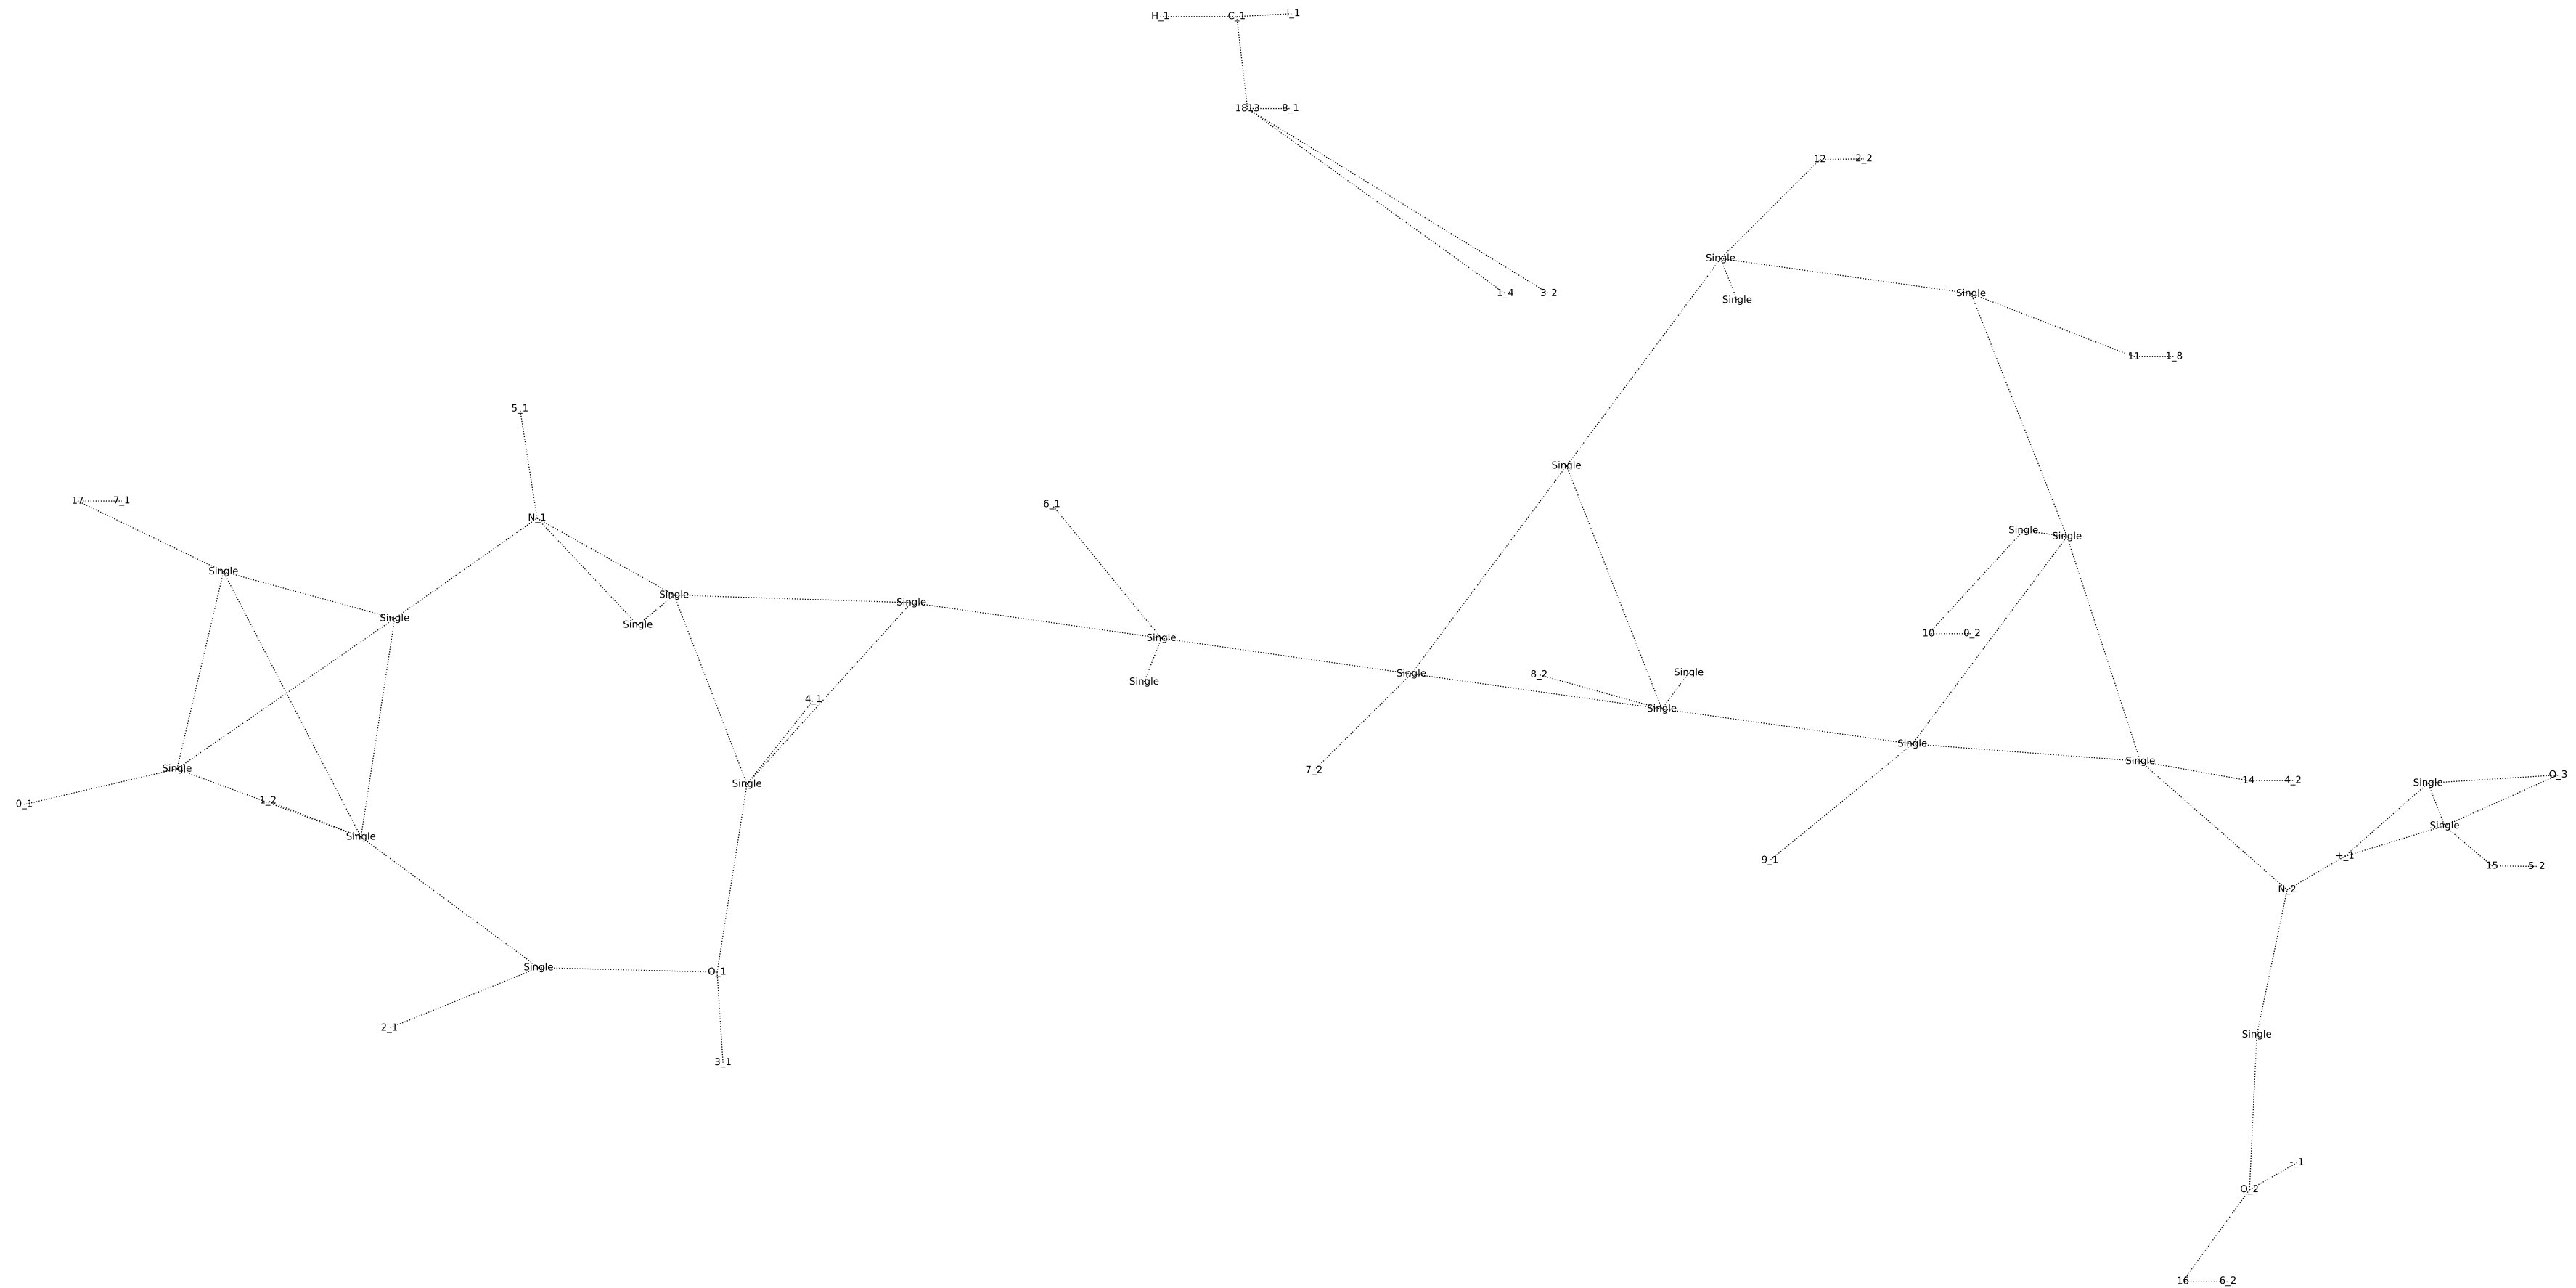 H_1 C_1 I_1
1813 8_1
12 2_2
Single Single
1_4 3_2 Single
11 1_8
5_1
Single
17 7_1 6_1
N_1 Single Single
Single
Single Single
Single Single
0_2 10
Single
Single Single
Single 8_2
Single
4_1 Single
Single
Single
Single 7_2 14 4_2 O_3
Single Single
0_1 1_2
Single Single
+_1 9_1 15 5_2
N_2
Single O_1
2_1 Single
3_1
-_1
O_2
16 6_2